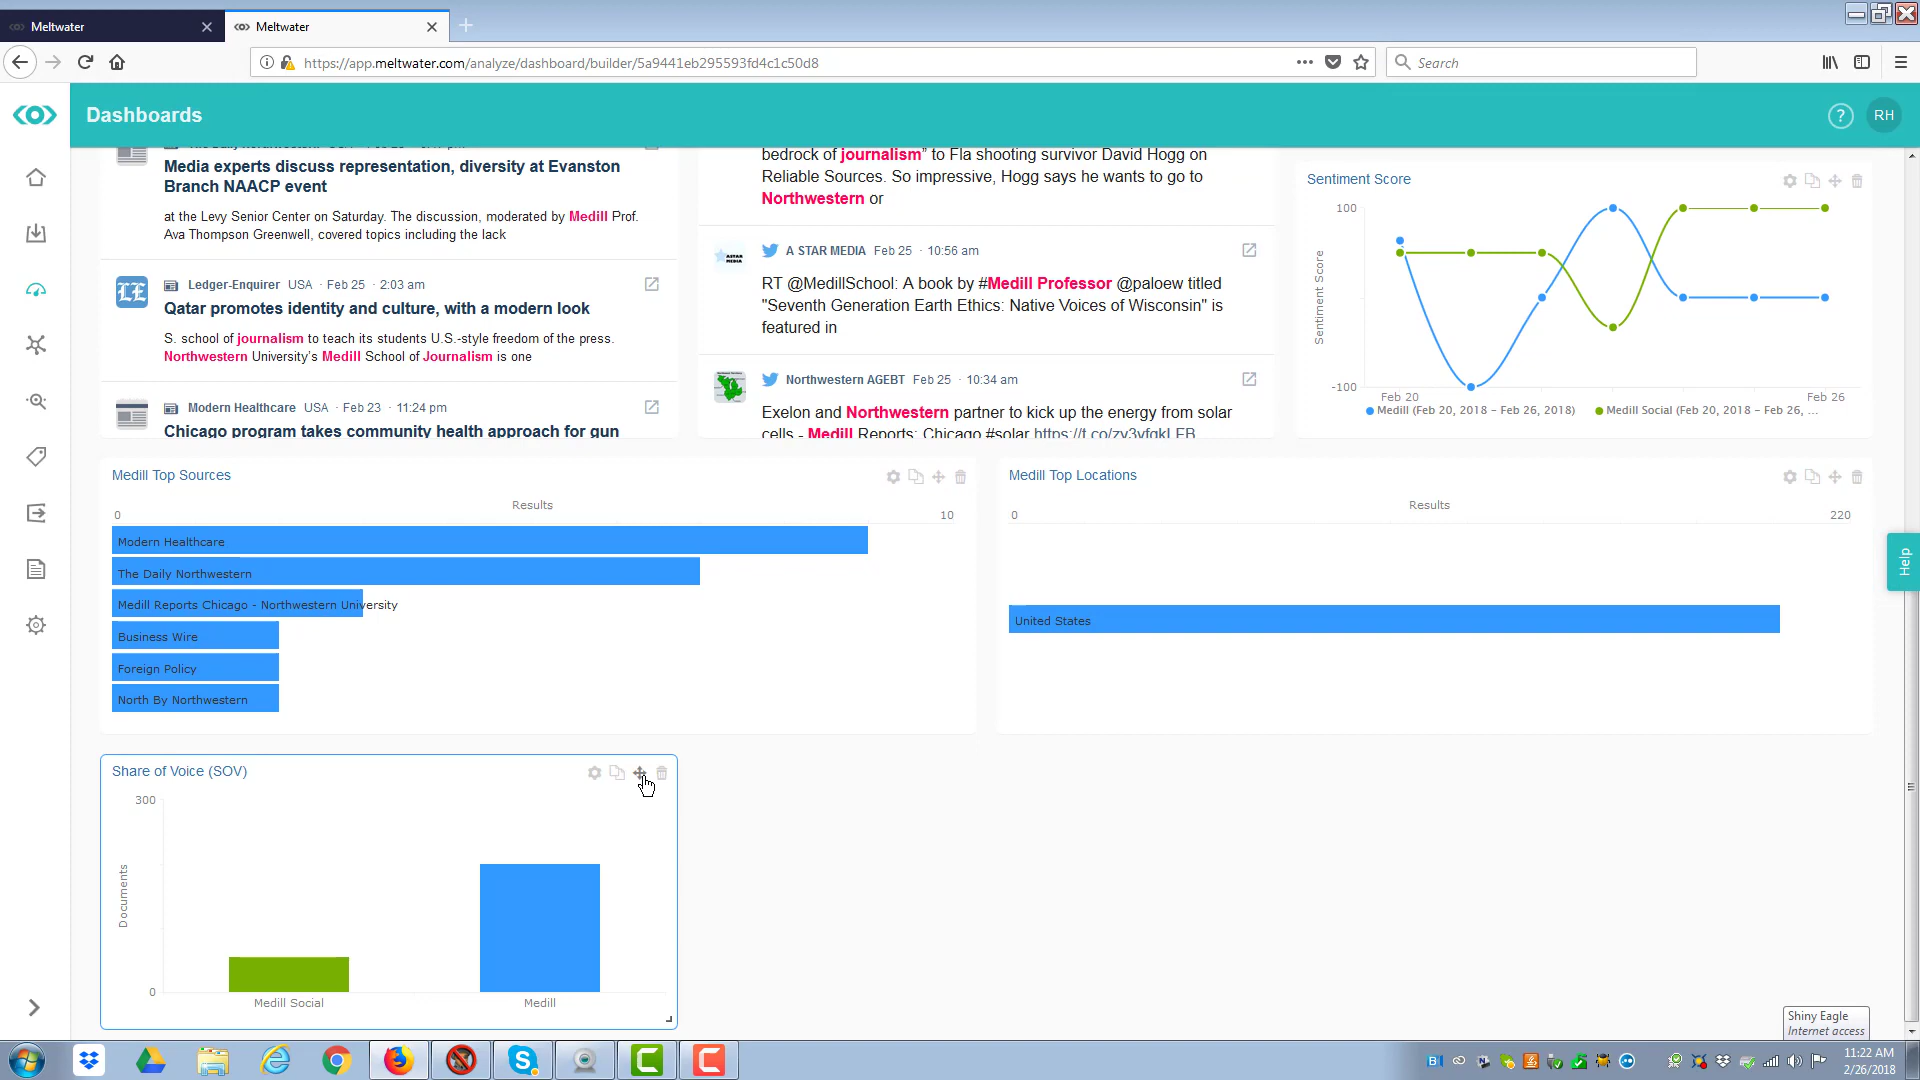 Meltwater
Meltwater
https://app.meltwater.com/analyze/dashboard/builder/5a9441eb295593fd4c1c50d8
Search
Dashboards
?
RH
Media experts discuss representation, diversity at Evanston
Branch NAACP event
at the Levy Senior Center on Saturday. The discussion, moderated by Medill Prof.
Ava Thompson Greenwell, covered topics including the lack
LE
Ledger-Enquirer USA · Feb 25 · 2:03 am
Qatar promotes identity and culture, with a modern look
S. school of journalism to teach its students U.S.-style freedom of the press.
Northwestern University's Medill School of Journalism is one
Modern Healthcare USA · Feb 23 · 11:24 pm
Chicago program takes community health approach for gun
bedrock of journalism" to Fla shooting survivor David Hogg on
Reliable Sources. So impressive, Hogg says he wants to go to
Northwestern or
A STAR MEDIA Feb 25 · 10:56 am
RT @MedillSchool: A book by #Medill Professor @paloew titled
"Seventh Generation Earth Ethics: Native Voices of Wisconsin" is
featured in
Northwestern AGEBT Feb 25 · 10:34 am
Exelon and Northwestern partner to kick up the energy from solar
cells - Medill Reports: Chicago #solar
Sentiment Score
100
Sentiment Score
-100
Feb 20
Feb 26
Medill (Feb 20, 2018 - Feb 26, 2018)
Medill Social (Feb 20, 2018 - Feb 26, ...
Medill Top Sources
Results
0
10
Modern Healthcare
The Daily Northwestern
Medill Reports Chicago - Northwestern University
Business Wire
Foreign Policy
North By Northwestern
Medill Top Locations
Results
0
220
United States
Help
Share of Voice (SOV)
300
Documents
0
Medill Social
Medill
Shiny Eagle
Internet access
11:22 AM
2/26/2018